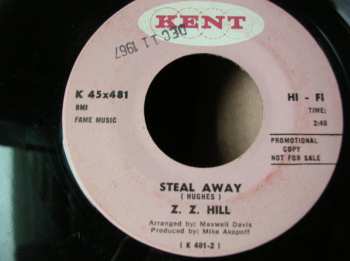 KENT
DEC 11 1967
K 45x481
BMI
FAME MUSIC
HI - FI
TIME:
2:40
PROMOTIONAL
COPY
NOT FOR SALE
STEAL AWAY
(HUGHES)
Z. Z. HILL
Arranged by: Maxwell Davis
Produced by: Mike Akopoff
( K 481-2 )